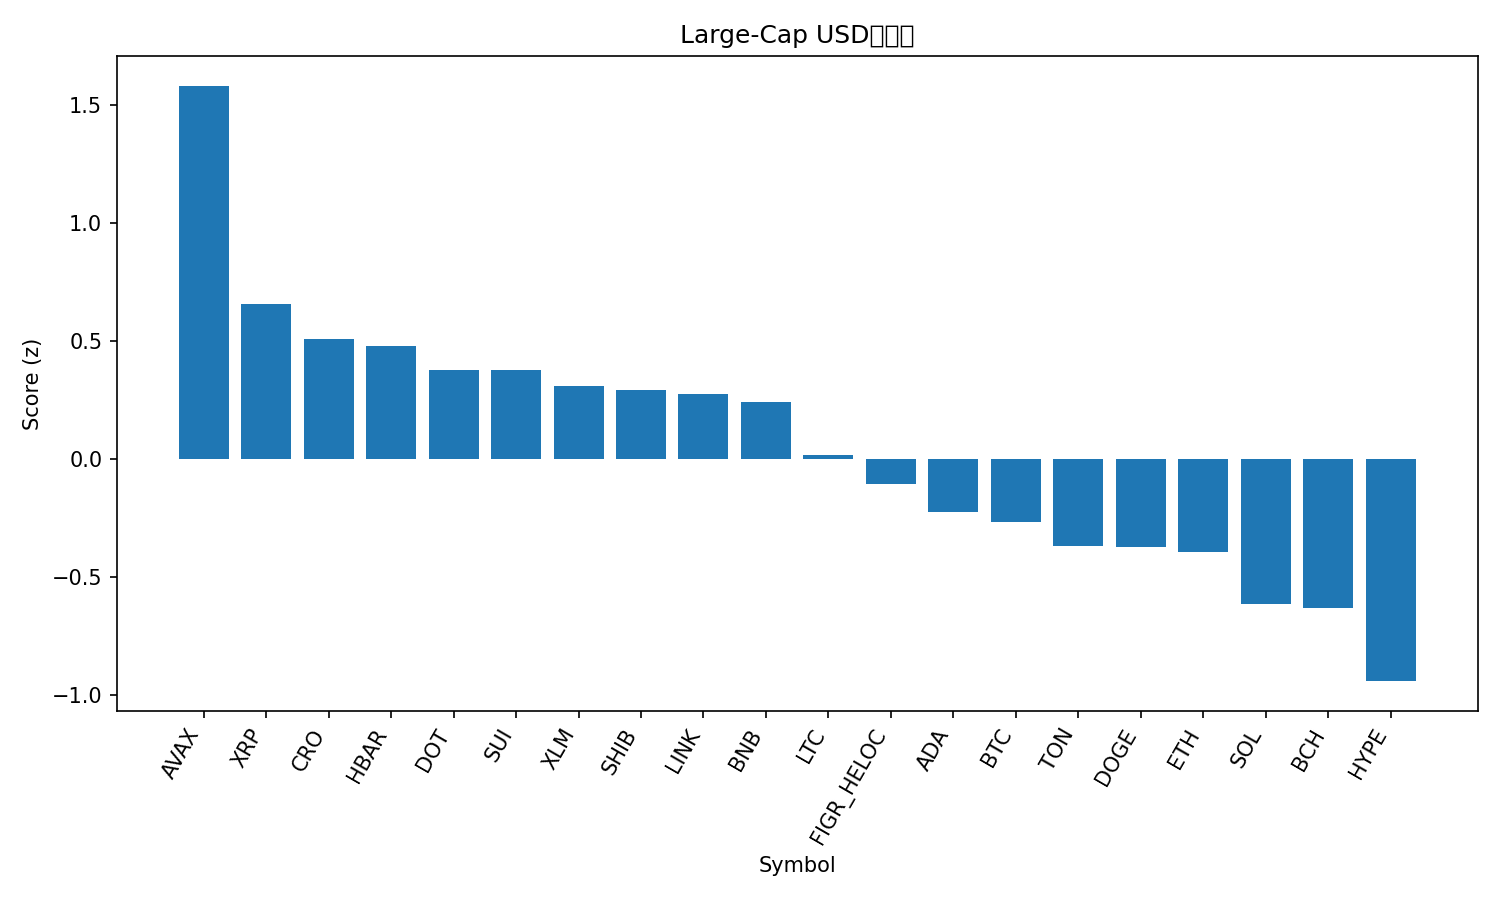 Large-Cap USD
1.5
1.0
0.5
0.0
−0.5
−1.0
Score (z)
AVAX
XRP
CRO
HBAR
DOT
SUI
XLM
SHIB
LINK
BNB
LTC
FIGR_HELOC
ADA
BTC
TON
DOGE
ETH
SOL
BCH
HYPE
Symbol